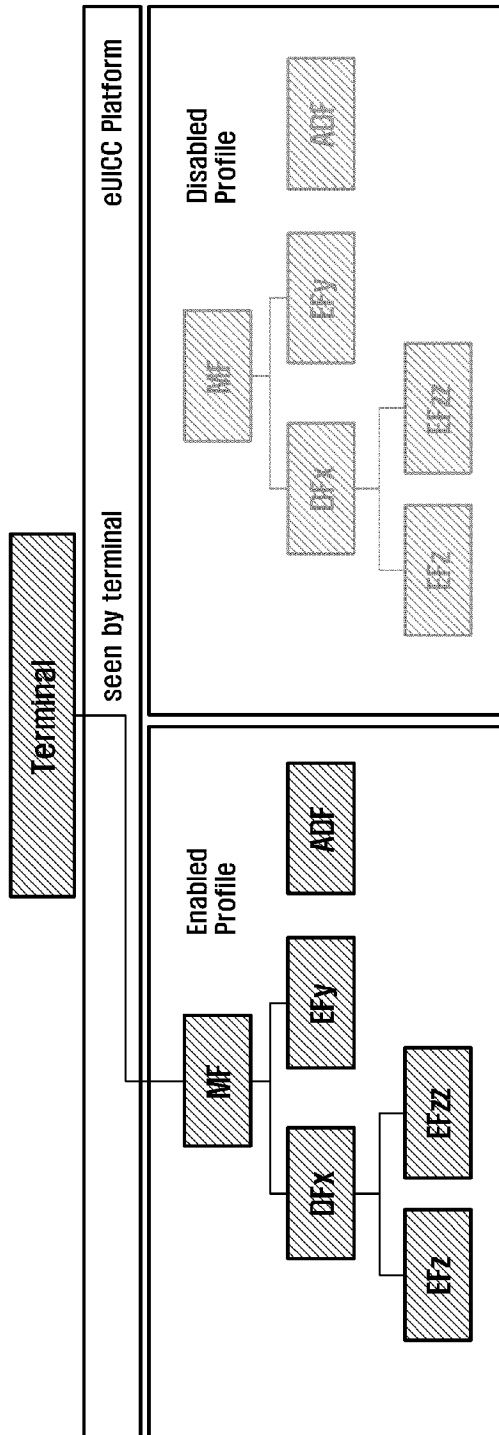 Terminal
seen by terminal
eUICC Platform
Enabled
Profile
MF
DFx
EFy
ADF
EFz
EFzz
Disabled
Profile
MF
DFx
EFy
ADF
EFz
EFzz